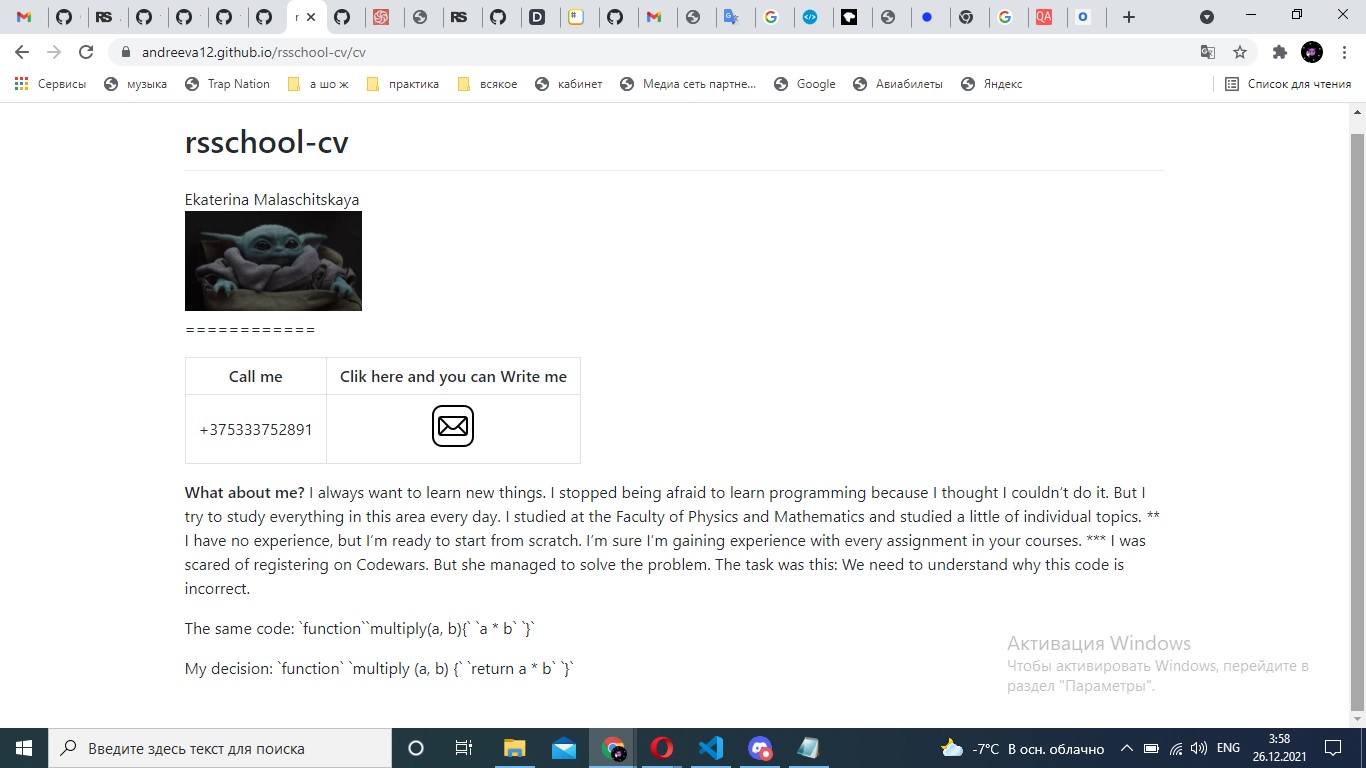 andreeva12.github.io/rsschool-cv/cv
Сервисы музыка Trap Nation а шо ж практика всякое кабинет Медиа сеть партне... Google Авиабилеты Яндекс Список для чтения
rsschool-cv
Ekaterina Malaschitskaya
============
Call me Clik here and you can Write me
+375333752891
What about me? I always want to learn new things. I stopped being afraid to learn programming because I thought I couldn’t do it. But I
try to study everything in this area every day. I studied at the Faculty of Physics and Mathematics and studied a little of individual topics. **
I have no experience, but I’m ready to start from scratch. I’m sure I’m gaining experience with every assignment in your courses. *** I was
scared of registering on Codewars. But she managed to solve the problem. The task was this: We need to understand why this code is
incorrect.
The same code: `function``multiply(a, b){` `a * b` `}`
My decision: `function` `multiply (a, b) {` `return a * b` `}`
Активация Windows
Чтобы активировать Windows, перейдите в
раздел "Параметры".
Введите здесь текст для поиска
-7°C В осн. облачно
ENG
3:58
26.12.2021